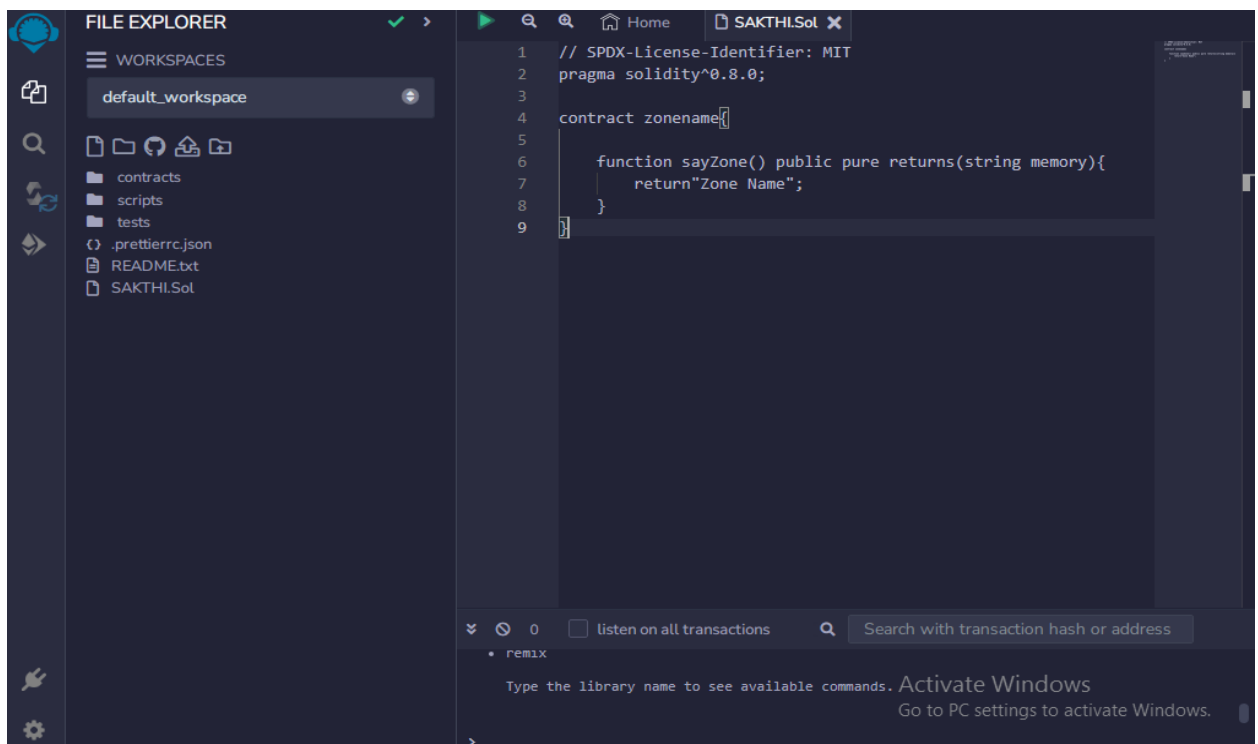 FILE EXPLORER
WORKSPACES
default_workspace
contracts
scripts
tests
{} .prettierrc.json
README.txt
SAKTHI.Sol
Home
SAKTHI.Sol
1 // SPDX-License-Identifier: MIT
2 pragma solidity^0.8.0;
3
4 contract zonename{
5
6 function sayZone() public pure returns(string memory){
7 return"Zone Name";
8 }
9 }
0 listen on all transactions Search with transaction hash or address
• remix
Type the library name to see available commands.
>
Activate Windows
Go to PC settings to activate Windows.